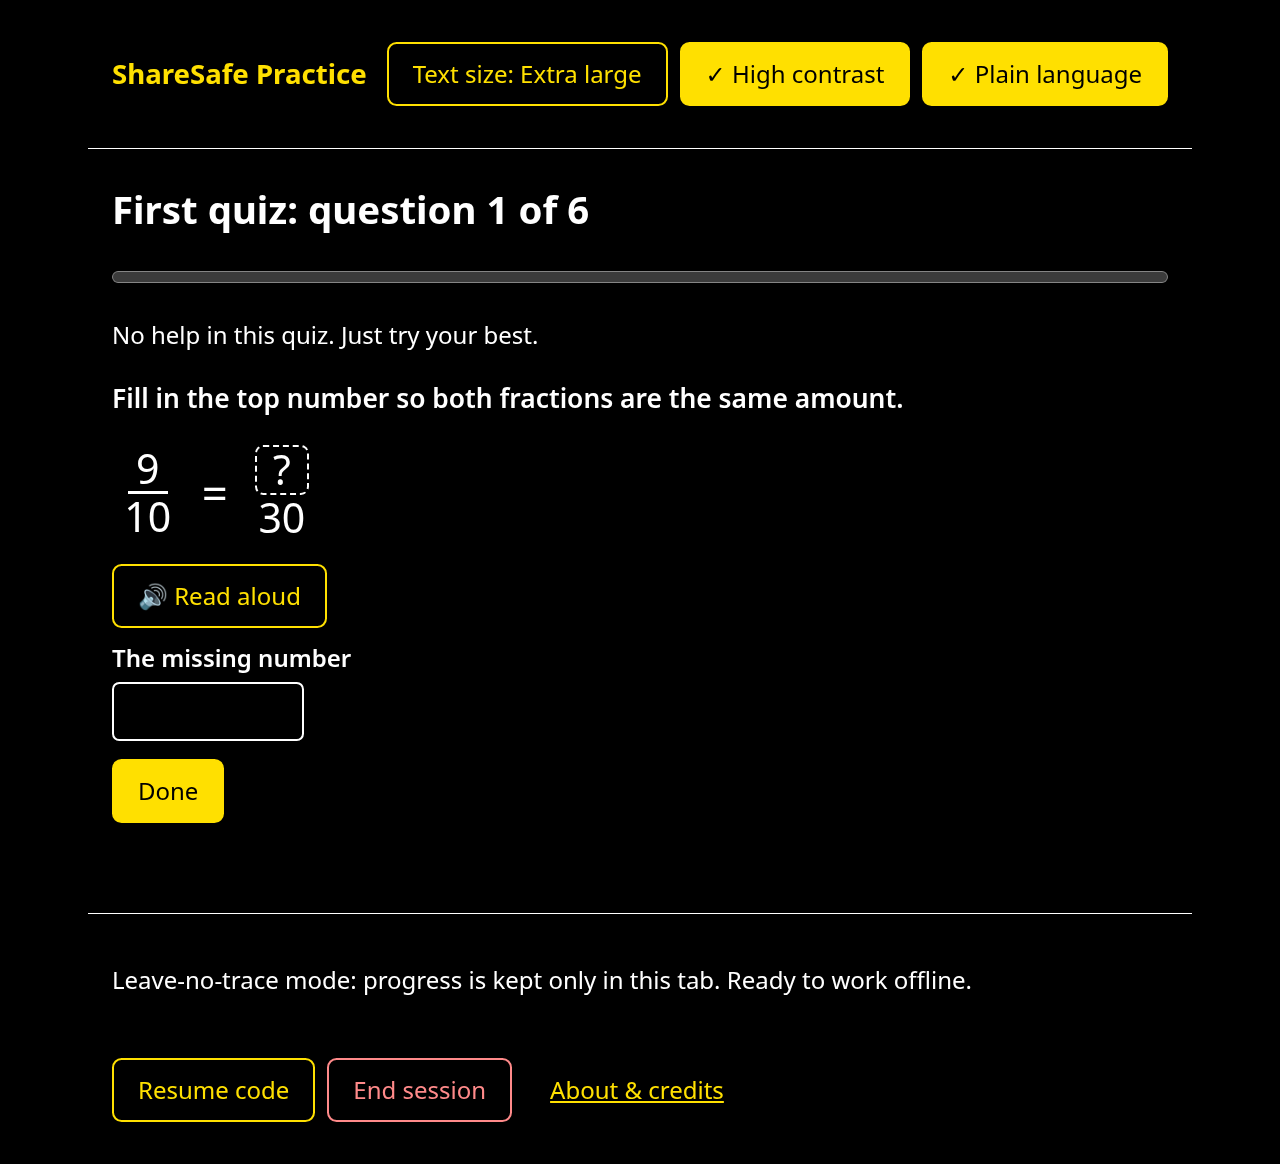 ShareSafe Practice
Text size: Extra large
✓ High contrast
✓ Plain language
First quiz: question 1 of 6
No help in this quiz. Just try your best.
Fill in the top number so both fractions are the same amount.
9/10 = ?/30
🔊 Read aloud
The missing number
Done
Leave-no-trace mode: progress is kept only in this tab. Ready to work offline.
Resume code
End session
About & credits